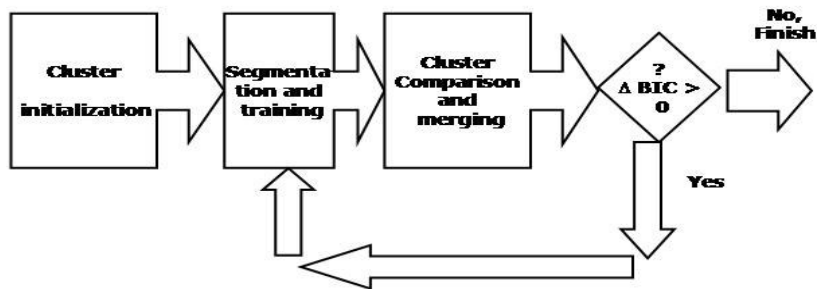 Cluster
initialization
Segmenta
tion and
training
Cluster
Comparison
and
merging
?
Δ BIC >
0
No,
Finish
Yes